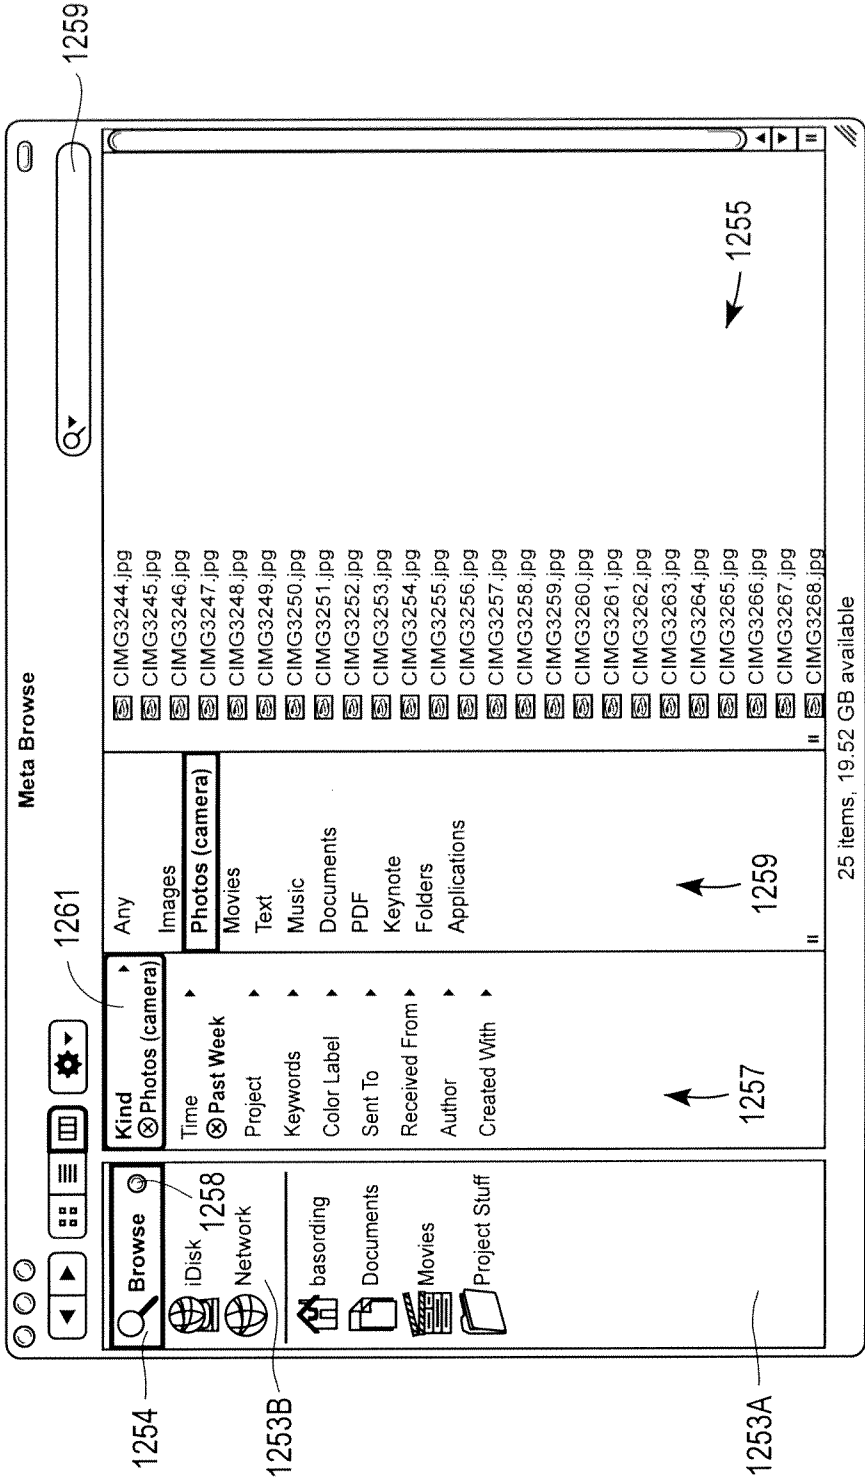 Meta Browse
1259
1261
1254
Browse
1258
iDisk
Network
1253B
basording
Documents
Movies
Project Stuff
1253A
Kind
Photos (camera)
Time
Past Week
Project
Keywords
Color Label
Sent To
Received From
Author
Created With
1257
Any
Images
Photos (camera)
Movies
Text
Music
Documents
PDF
Keynote
Folders
Applications
1259
CIMG3244.jpg
CIMG3245.jpg
CIMG3246.jpg
CIMG3247.jpg
CIMG3248.jpg
CIMG3249.jpg
CIMG3250.jpg
CIMG3251.jpg
CIMG3252.jpg
CIMG3253.jpg
CIMG3254.jpg
CIMG3255.jpg
CIMG3256.jpg
CIMG3257.jpg
CIMG3258.jpg
CIMG3259.jpg
CIMG3260.jpg
CIMG3261.jpg
CIMG3262.jpg
CIMG3263.jpg
CIMG3264.jpg
CIMG3265.jpg
CIMG3266.jpg
CIMG3267.jpg
CIMG3268.jpg
1255
25 items, 19.52 GB available